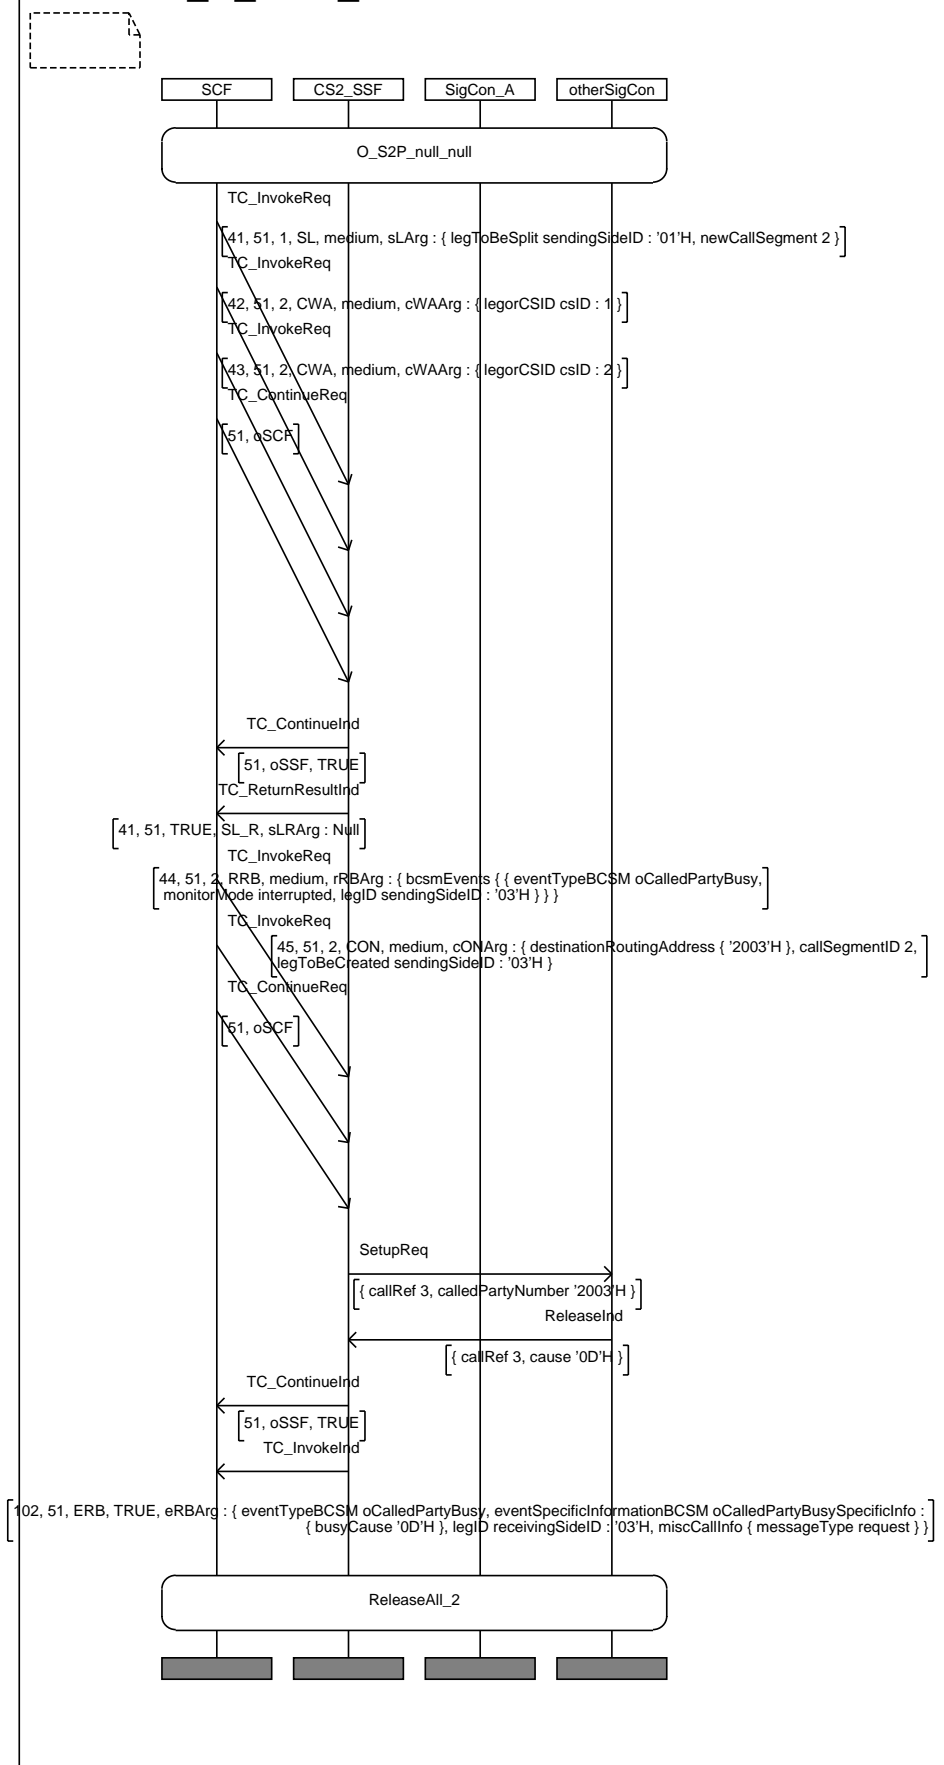 SCF CS2_SSF SigCon_A otherSigCon
O_S2P_null_null
TC_InvokeReq
41, 51, 1, SL, medium, sLArg : { legToBeSplit sendingSideID : '01'H, newCallSegment 2 }
TC_InvokeReq
42, 51, 2, CWA, medium, cWAArg : { legorCSID csID : 1 }
TC_InvokeReq
43, 51, 2, CWA, medium, cWAArg : { legorCSID csID : 2 }
TC_ContinueReq
51, oSCF
TC_ContinueInd
51, oSSF, TRUE
TC_ReturnResultInd
41, 51, TRUE, SL_R, sLRArg : Null
TC_InvokeReq
44, 51, 2, RRB, medium, rRBArg : { bcsmEvents { { eventTypeBCSM oCalledPartyBusy,
monitorMode interrupted, legID sendingSideID : '03'H } } }
TC_InvokeReq
45, 51, 2, CON, medium, cONArg : { destinationRoutingAddress { '2003'H }, callSegmentID 2,
legToBeCreated sendingSideID : '03'H }
TC_ContinueReq
51, oSCF
SetupReq
{ callRef 3, calledPartyNumber '2003'H }
ReleaseInd
{ callRef 3, cause '0D'H }
TC_ContinueInd
51, oSSF, TRUE
TC_InvokeInd
102, 51, ERB, TRUE, eRBArg : { eventTypeBCSM oCalledPartyBusy, eventSpecificInformationBCSM oCalledPartyBusySpecificInfo :
{ busyCause '0D'H }, legID receivingSideID : '03'H, miscCallInfo { messageType request } }
ReleaseAll_2